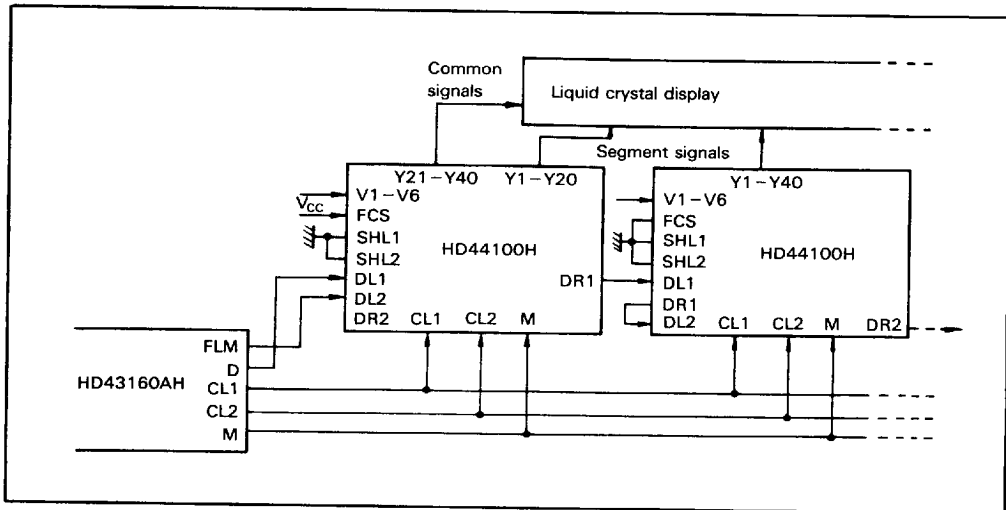 Common
signals
Liquid crystal display
Segment signals
Y21–Y40 Y1–Y20
V1–V6
VCC
FCS
SHL1
SHL2
HD44100H
DL1
DR1
DL2
DR2 CL1 CL2 M
Y1–Y40
V1–V6
FCS
SHL1
SHL2
HD44100H
DL1
DR1
DL2 CL1 CL2 M DR2
FLM
D
HD43160AH
CL1
CL2
M